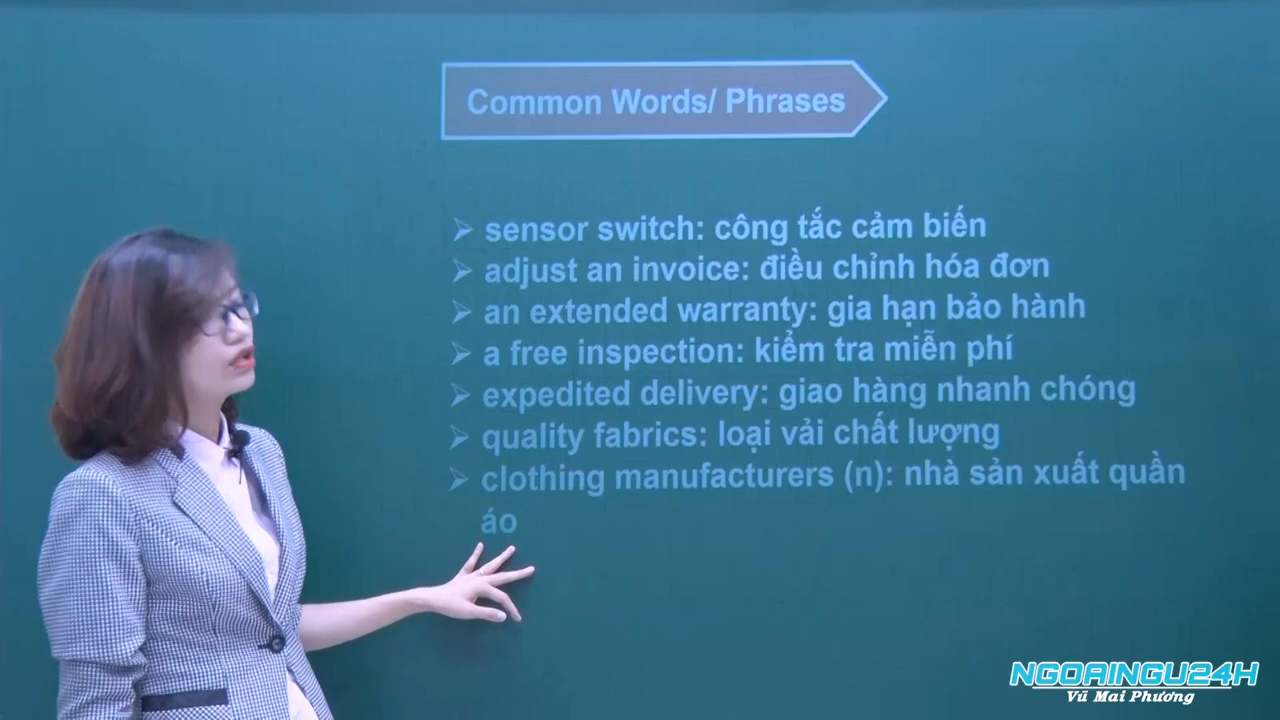 Common Words/ Phrases
➢ sensor switch: công tắc cảm biến
➢ adjust an invoice: điều chỉnh hóa đơn
➢ an extended warranty: gia hạn bảo hành
➢ a free inspection: kiểm tra miễn phí
➢ expedited delivery: giao hàng nhanh chóng
➢ quality fabrics: loại vải chất lượng
➢ clothing manufacturers (n): nhà sản xuất quần
áo
NGOAINGU24H
Vũ Mai Phương